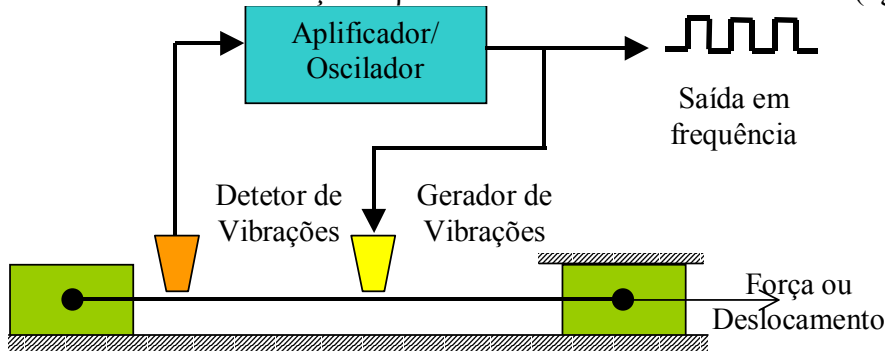 Aplificador/
Oscilador
Saída em
frequência
Detetor de
Vibrações
Gerador de
Vibrações
Força ou
Deslocamento